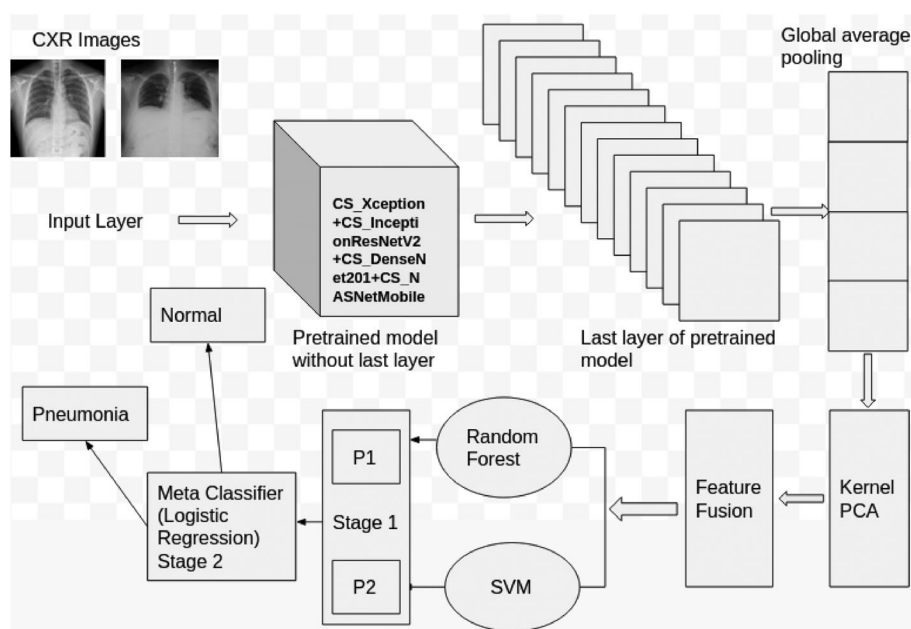 CXR Images
Global average
pooling
Input Layer
CS_Xception
+CS_Incepti
onResNetV2
+CS_DenseN
et201+CS_N
ASNetMobile
Pretrained model
without last layer
Last layer of pretrained
model
Normal
Pneumonia
Meta Classifier
(Logistic
Regression)
Stage 2
P1
Stage 1
P2
Random
Forest
SVM
Feature
Fusion
Kernel
PCA